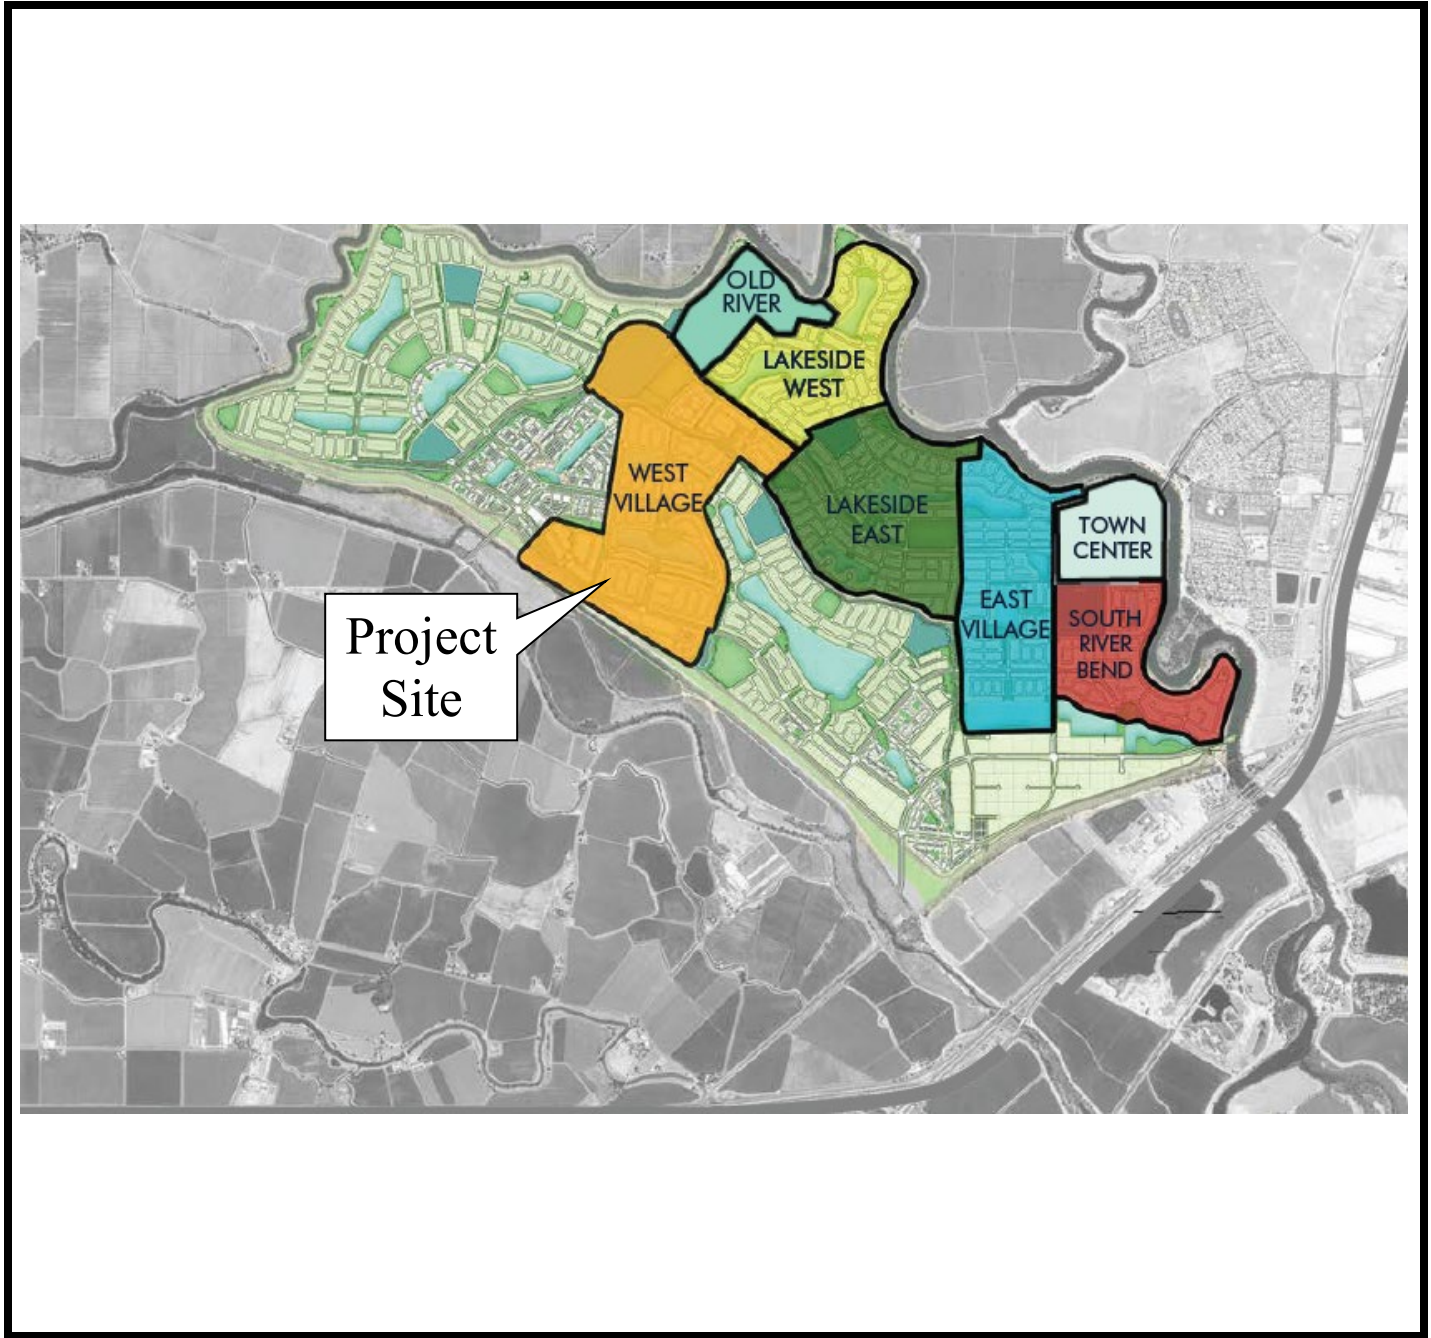 OLD
RIVER
LAKESIDE
WEST
WEST
VILLAGE
LAKESIDE
EAST
TOWN
CENTER
EAST
VILLAGE
SOUTH
RIVER
BEND
Project
Site